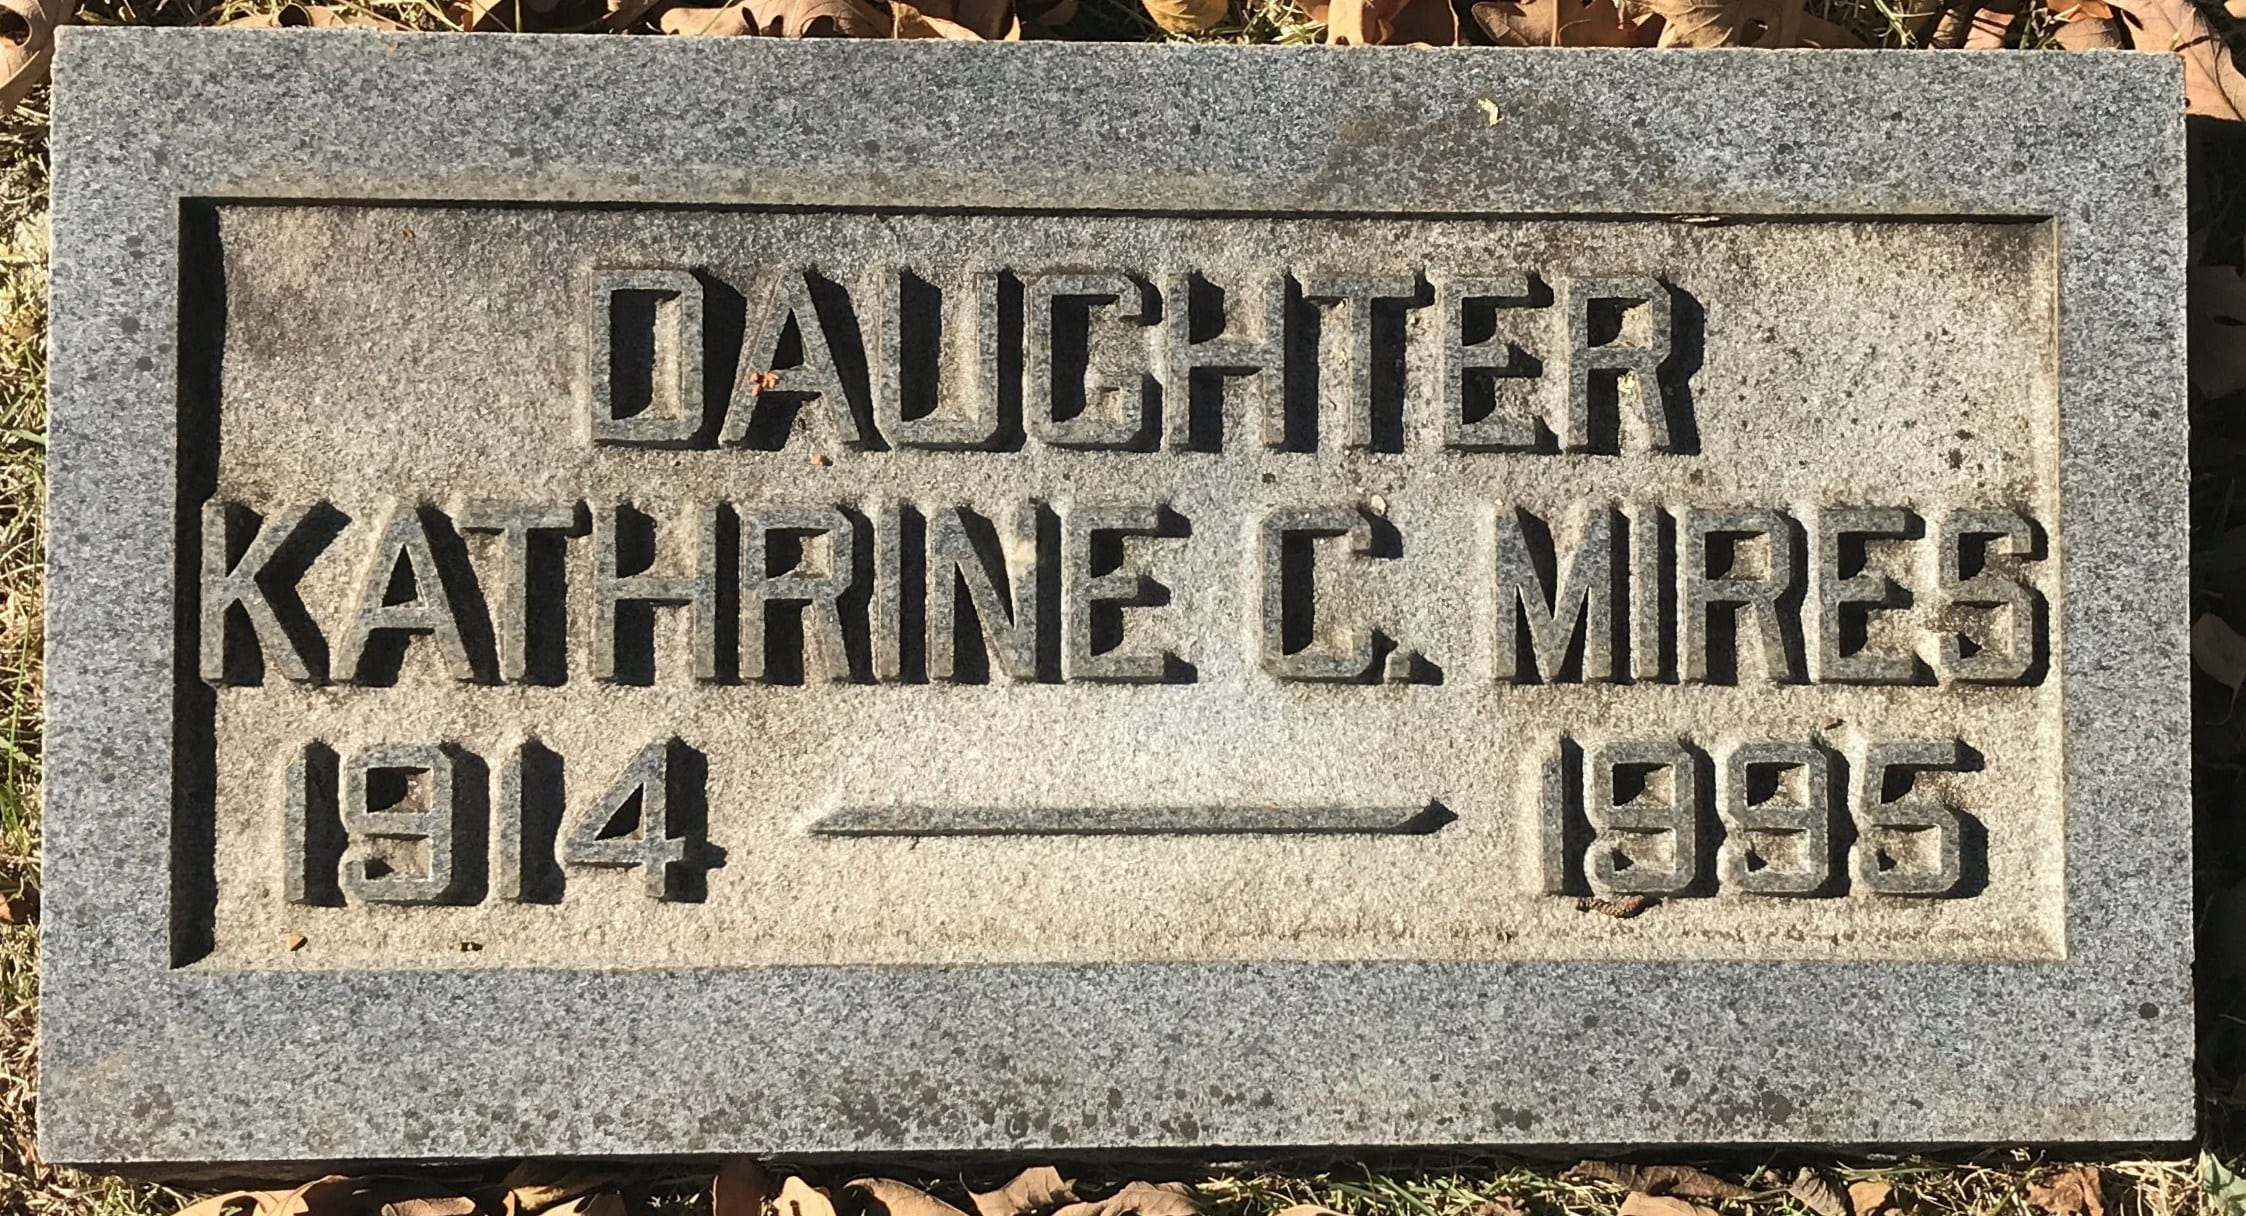 DAUGHTER
KATHRINE C. MIRES
1914 — 1995